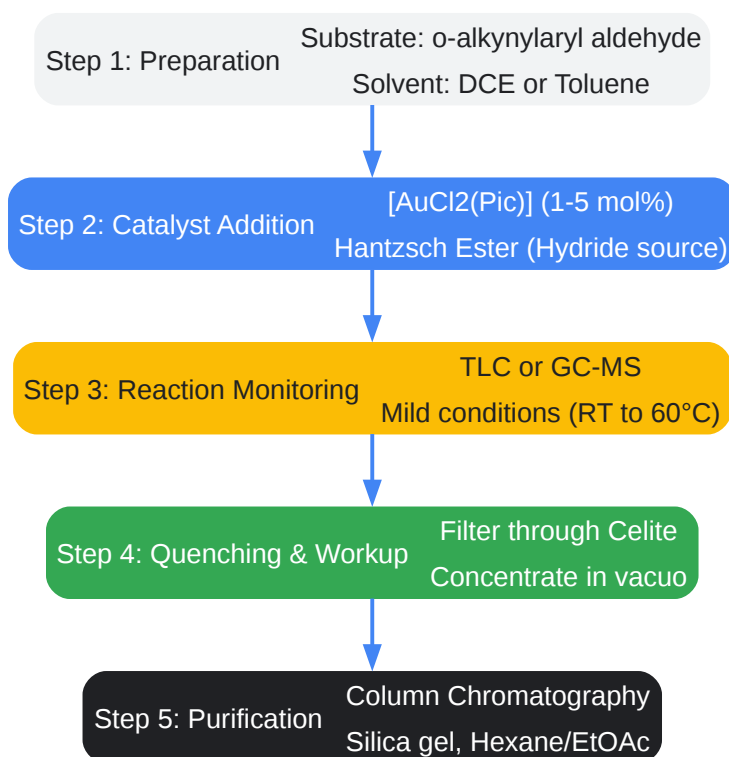 Step 1: Preparation
Substrate: o-alkynylaryl aldehyde
Solvent: DCE or Toluene
Step 2: Catalyst Addition
[AuCl2(Pic)] (1-5 mol%)
Hantzsch Ester (Hydride source)
Step 3: Reaction Monitoring
TLC or GC-MS
Mild conditions (RT to 60°C)
Step 4: Quenching & Workup
Filter through Celite
Concentrate in vacuo
Step 5: Purification
Column Chromatography
Silica gel, Hexane/EtOAc